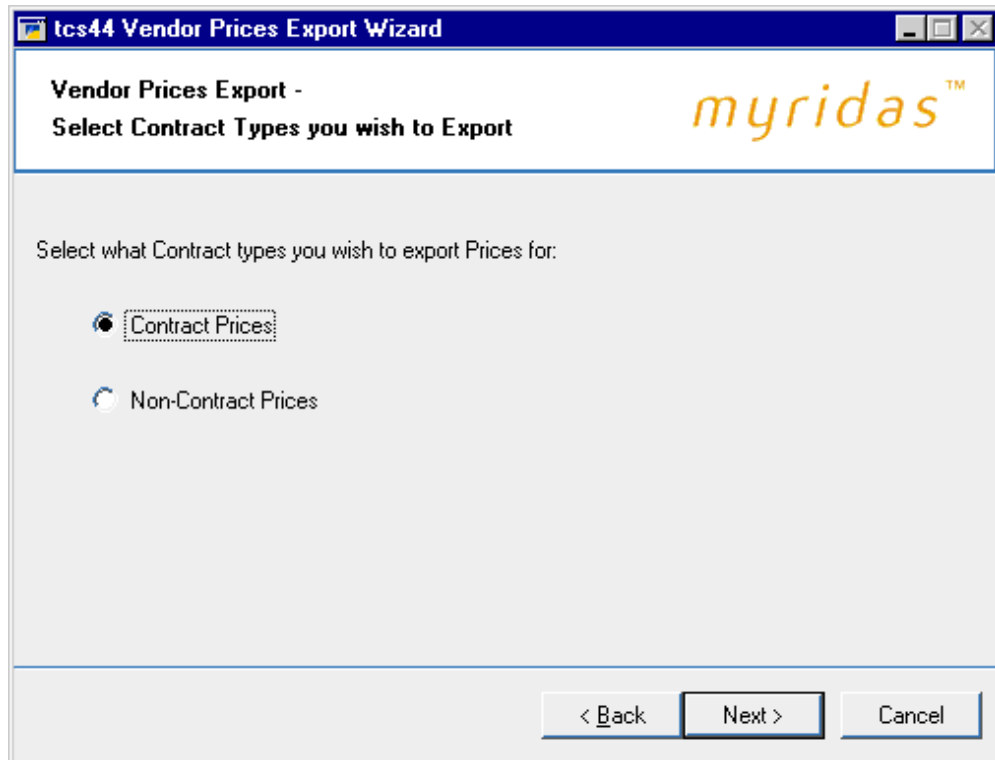 tcs44 Vendor Prices Export Wizard
Vendor Prices Export -
Select Contract Types you wish to Export
myridas™
Select what Contract types you wish to export Prices for:
Contract Prices
Non-Contract Prices
< Back Next > Cancel